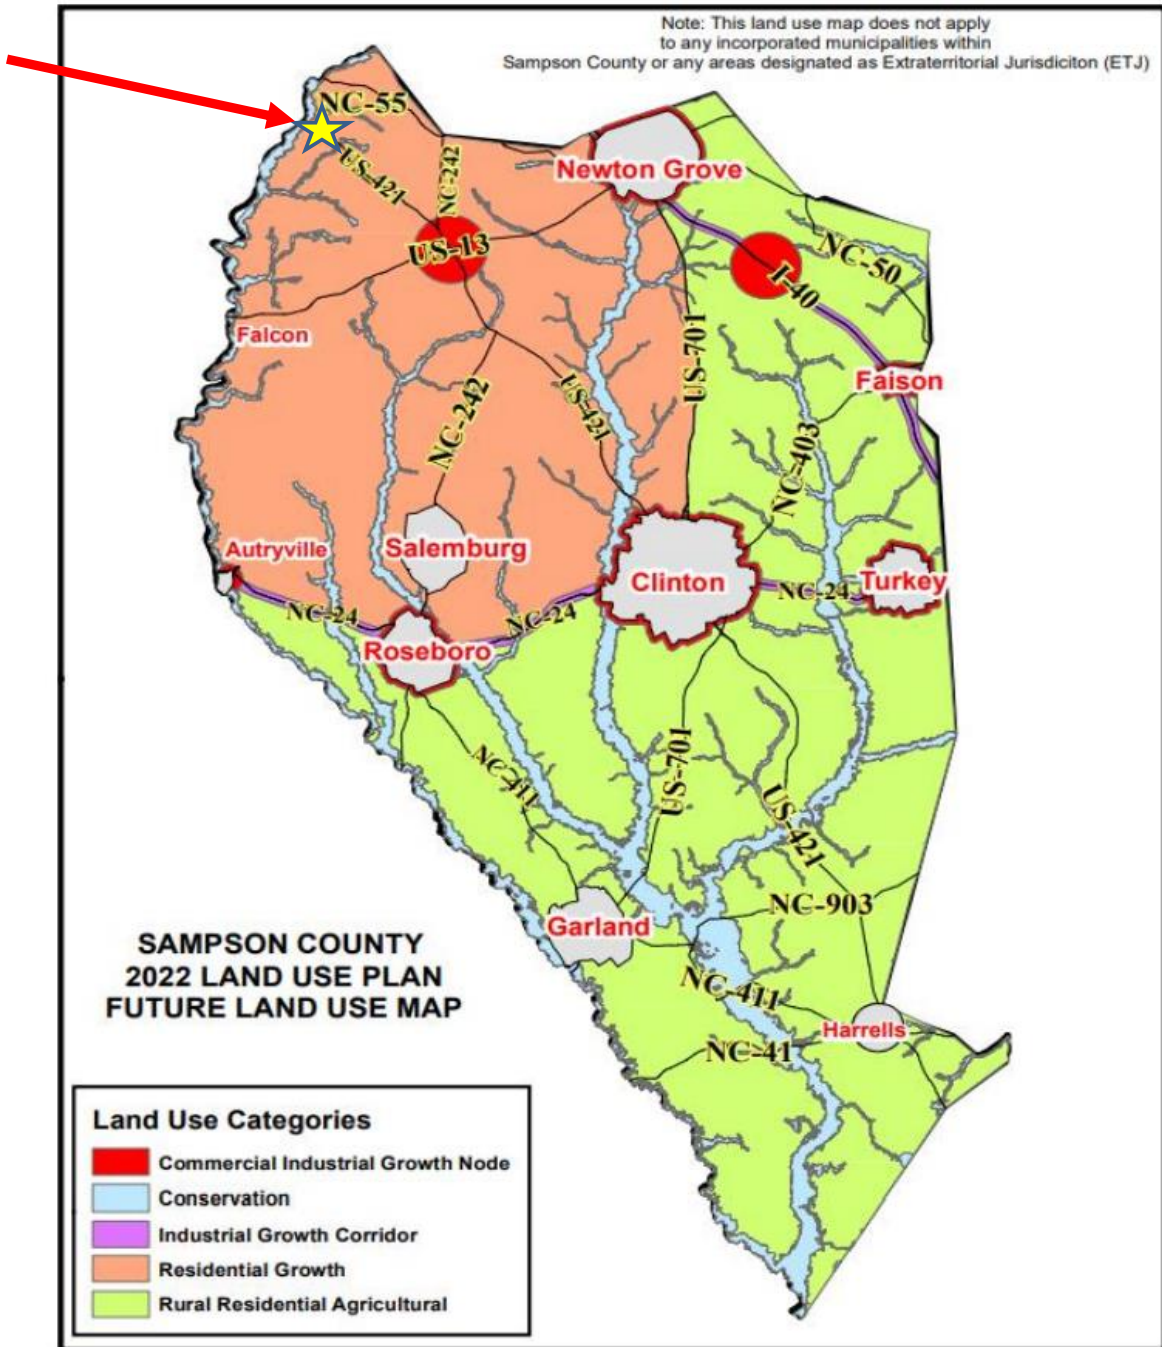 Note: This land use map does not apply
to any incorporated municipalities within
Sampson County or any areas designated as Extraterritorial Jurisdiciton (ETJ)
NC-55
US-421
NC-242
Newton Grove
US-13
NC-50
I-40
Falcon
US-701
Faison
NC-242
US-421
NC-403
Autryville
Salemburg
Clinton
NC-24
Turkey
NC-24
NC-24
Roseboro
NC-411
US-701
US-421
NC-903
Garland
NC-411
Harrells
NC-41
SAMPSON COUNTY
2022 LAND USE PLAN
FUTURE LAND USE MAP
Land Use Categories
Commercial Industrial Growth Node
Conservation
Industrial Growth Corridor
Residential Growth
Rural Residential Agricultural